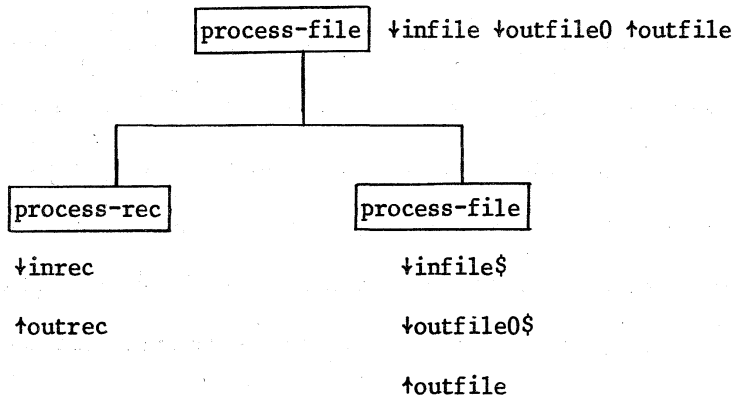 process-file ↓infile ↓outfile0 ↑outfile
process-rec process-file
↓inrec ↓infile$
↑outrec ↓outfile0$
↑outfile